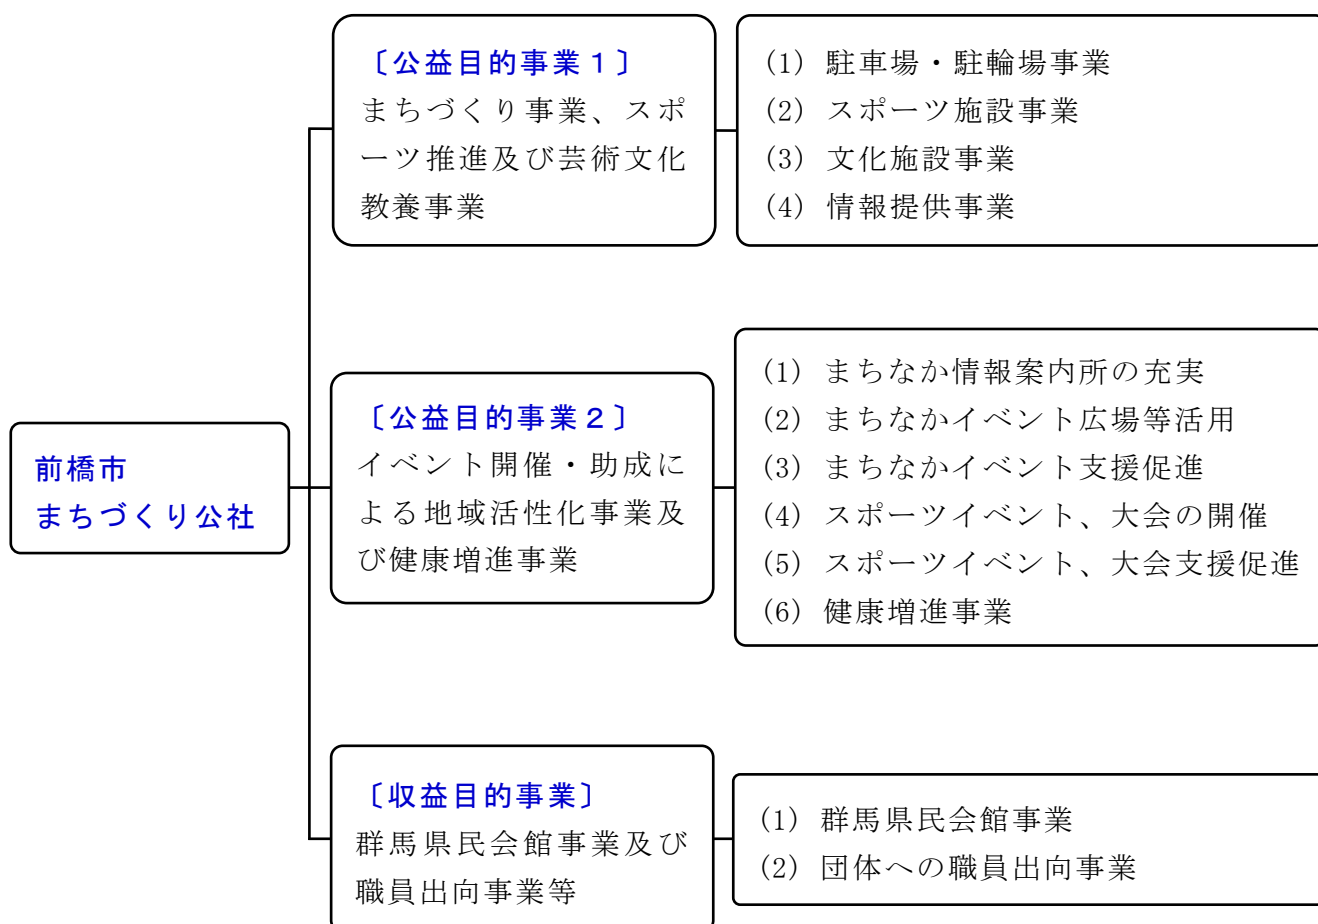 〔公益目的事業１〕
まちづくり事業、スポ
ーツ推進及び芸術文化
教養事業
(1) 駐車場・駐輪場事業
(2) スポーツ施設事業
(3) 文化施設事業
(4) 情報提供事業
前橋市
まちづくり公社
〔公益目的事業２〕
イベント開催・助成に
よる地域活性化事業及
び健康増進事業
(1) まちなか情報案内所の充実
(2) まちなかイベント広場等活用
(3) まちなかイベント支援促進
(4) スポーツイベント、大会の開催
(5) スポーツイベント、大会支援促進
(6) 健康増進事業
〔収益目的事業〕
群馬県民会館事業及び
職員出向事業等
(1) 群馬県民会館事業
(2) 団体への職員出向事業